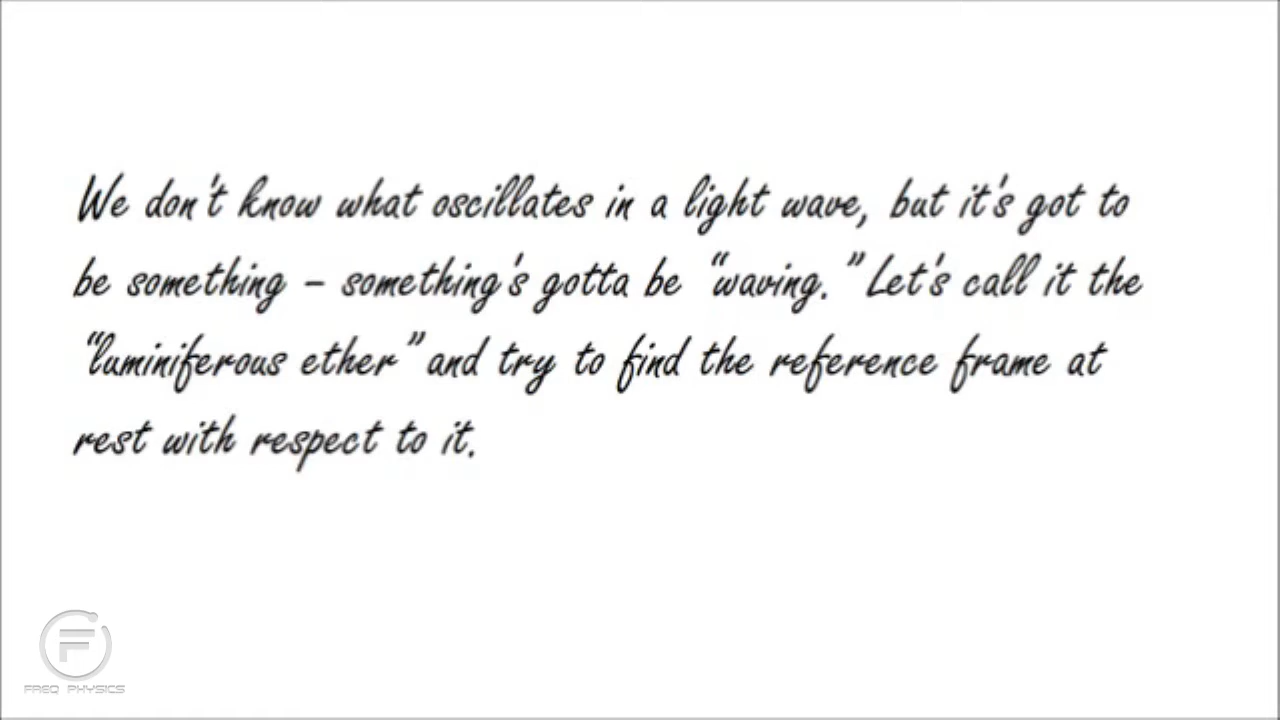 We don't know what oscillates in a light wave, but it's got to
be something – something's gotta be “waving.” Let's call it the
“luminiferous ether” and try to find the reference frame at
rest with respect to it.
FREQ PHYSICS